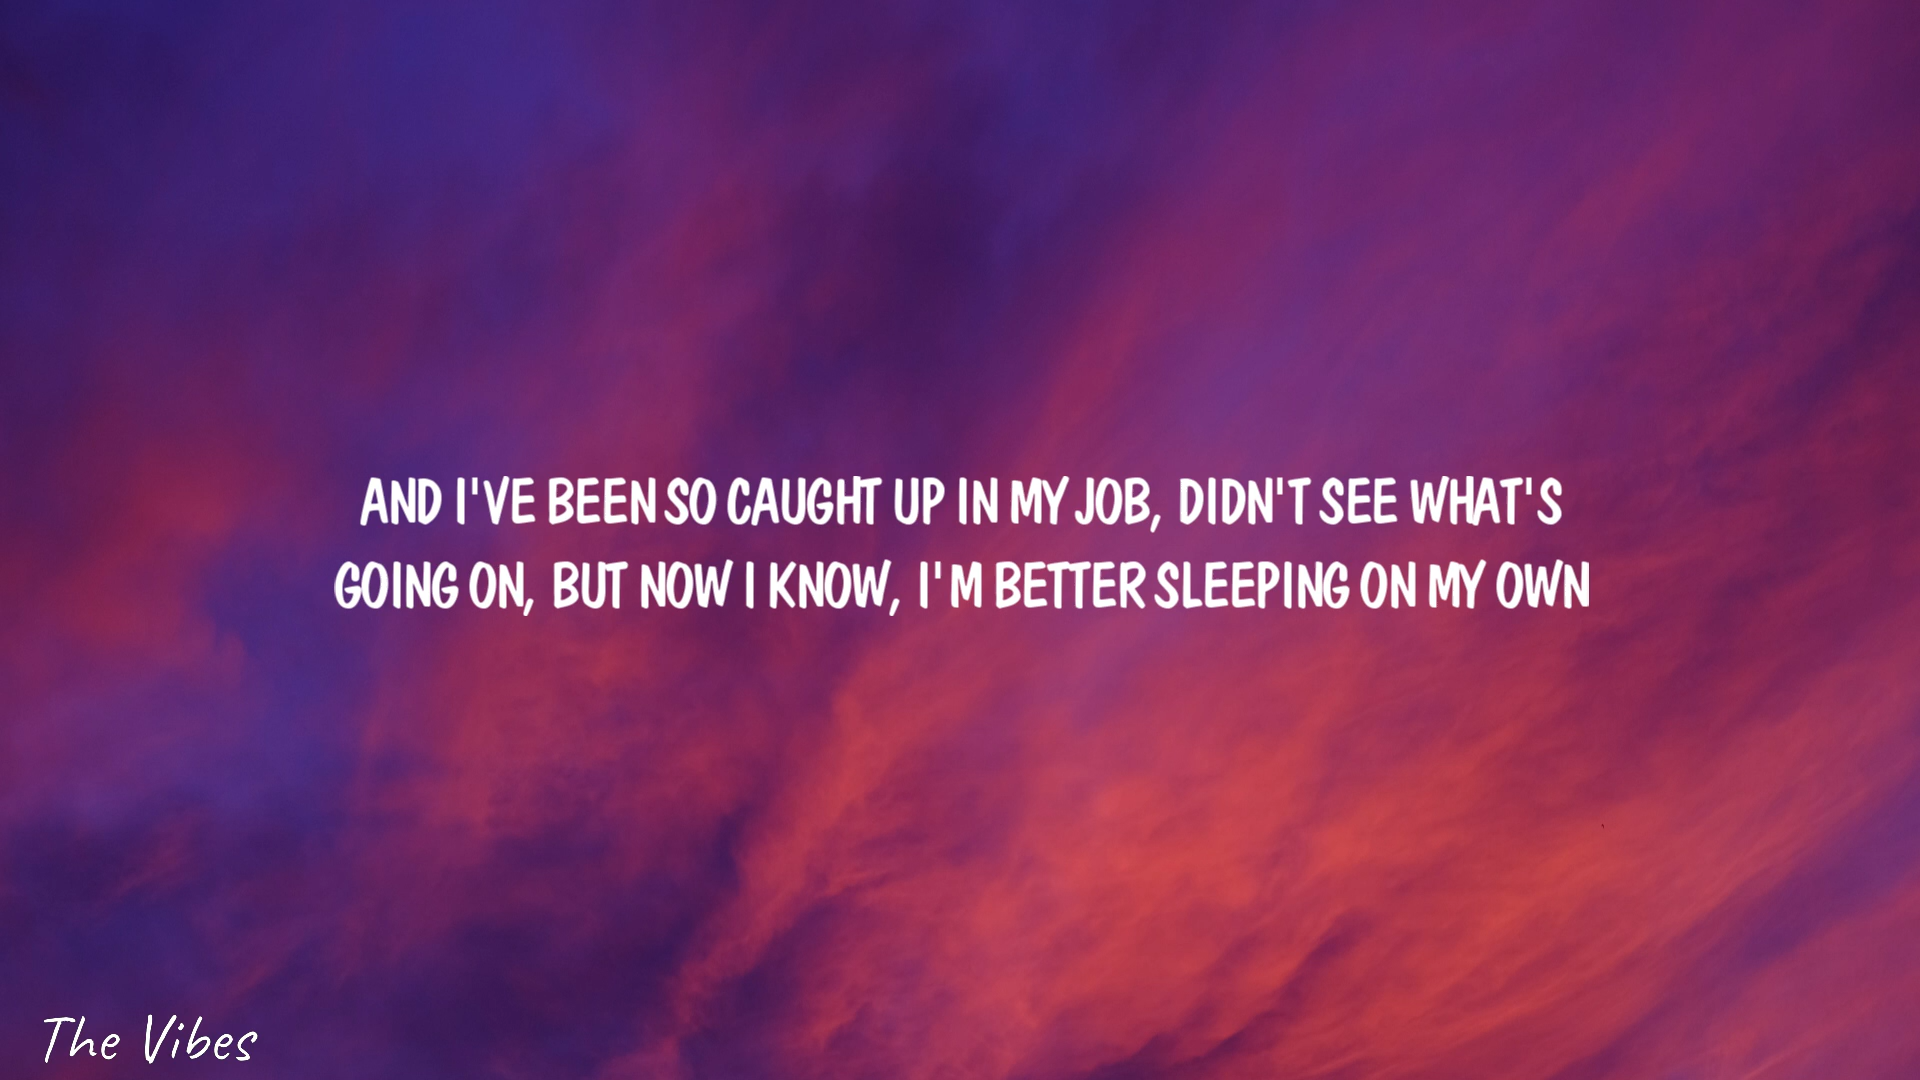 AND I'VE BEEN SO CAUGHT UP IN MY JOB, DIDN'T SEE WHAT'S
GOING ON, BUT NOW I KNOW, I'M BETTER SLEEPING ON MY OWN
The Vibes